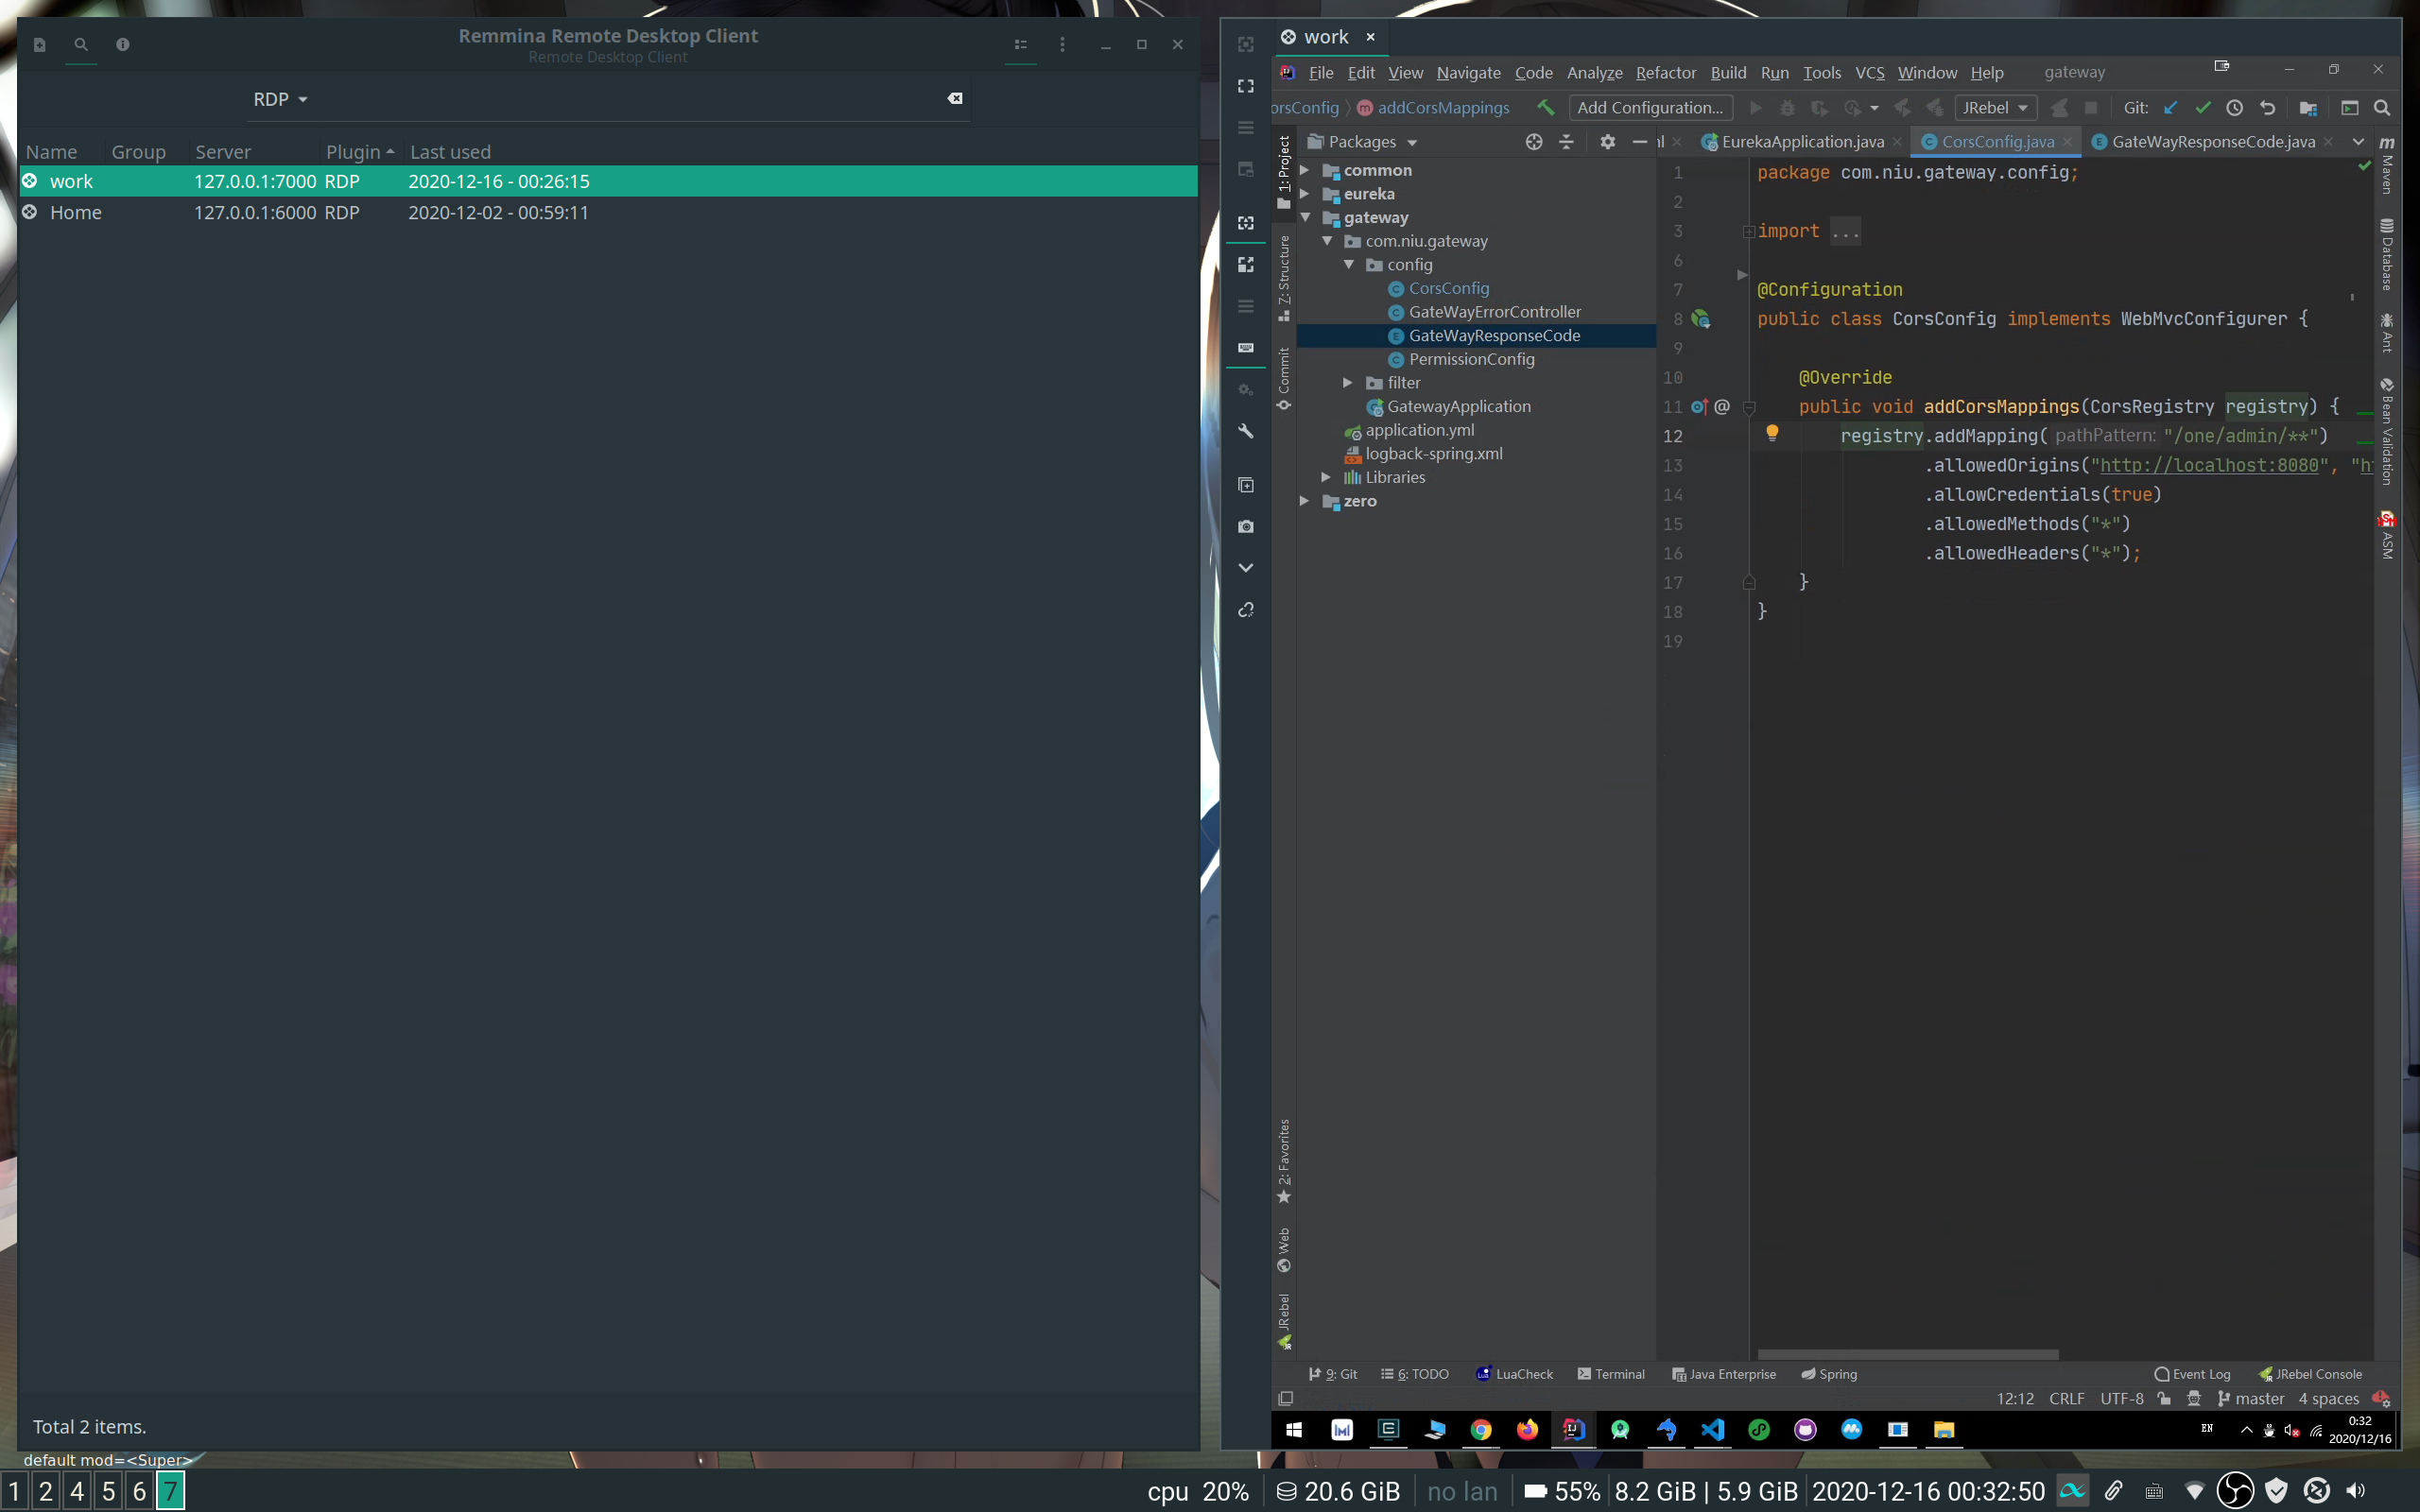 Remmina Remote Desktop Client
Remote Desktop Client
RDP
Name Group Server Plugin Last used
work 127.0.0.1:7000 RDP 2020-12-16 - 00:26:15
Home 127.0.0.1:6000 RDP 2020-12-02 - 00:59:11
Total 2 items.
work
File Edit View Navigate Code Analyze Refactor Build Run Tools VCS Window Help gateway
orsConfig addCorsMappings Add Configuration... JRebel Git:
Packages
EurekaApplication.java CorsConfig.java GateWayResponseCode.java
1: Project
7: Structure
Commit
common
eureka
gateway
com.niu.gateway
config
CorsConfig
GateWayErrorController
GateWayResponseCode
PermissionConfig
filter
GatewayApplication
application.yml
logback-spring.xml
Libraries
zero
1 package com.niu.gateway.config;
2
3 import ...
6
7 @Configuration
8 public class CorsConfig implements WebMvcConfigurer {
9
10 @Override
11 public void addCorsMappings(CorsRegistry registry) {
12 registry.addMapping( pathPattern: "/one/admin/**")
13 .allowedOrigins("http://localhost:8080", "h
14 .allowCredentials(true)
15 .allowedMethods("*")
16 .allowedHeaders("*");
17 }
18 }
19
Maven
Database
Ant
Bean Validation
ASM
2: Favorites
Web
JRebel
9: Git 6: TODO LuaCheck Terminal Java Enterprise Spring Event Log JRebel Console
12:12 CRLF UTF-8 master 4 spaces
EN 0:32
2020/12/16
default mod=<Super>
1 2 4 5 6 7 cpu 20% 20.6 GiB no lan 55% 8.2 GiB | 5.9 GiB 2020-12-16 00:32:50